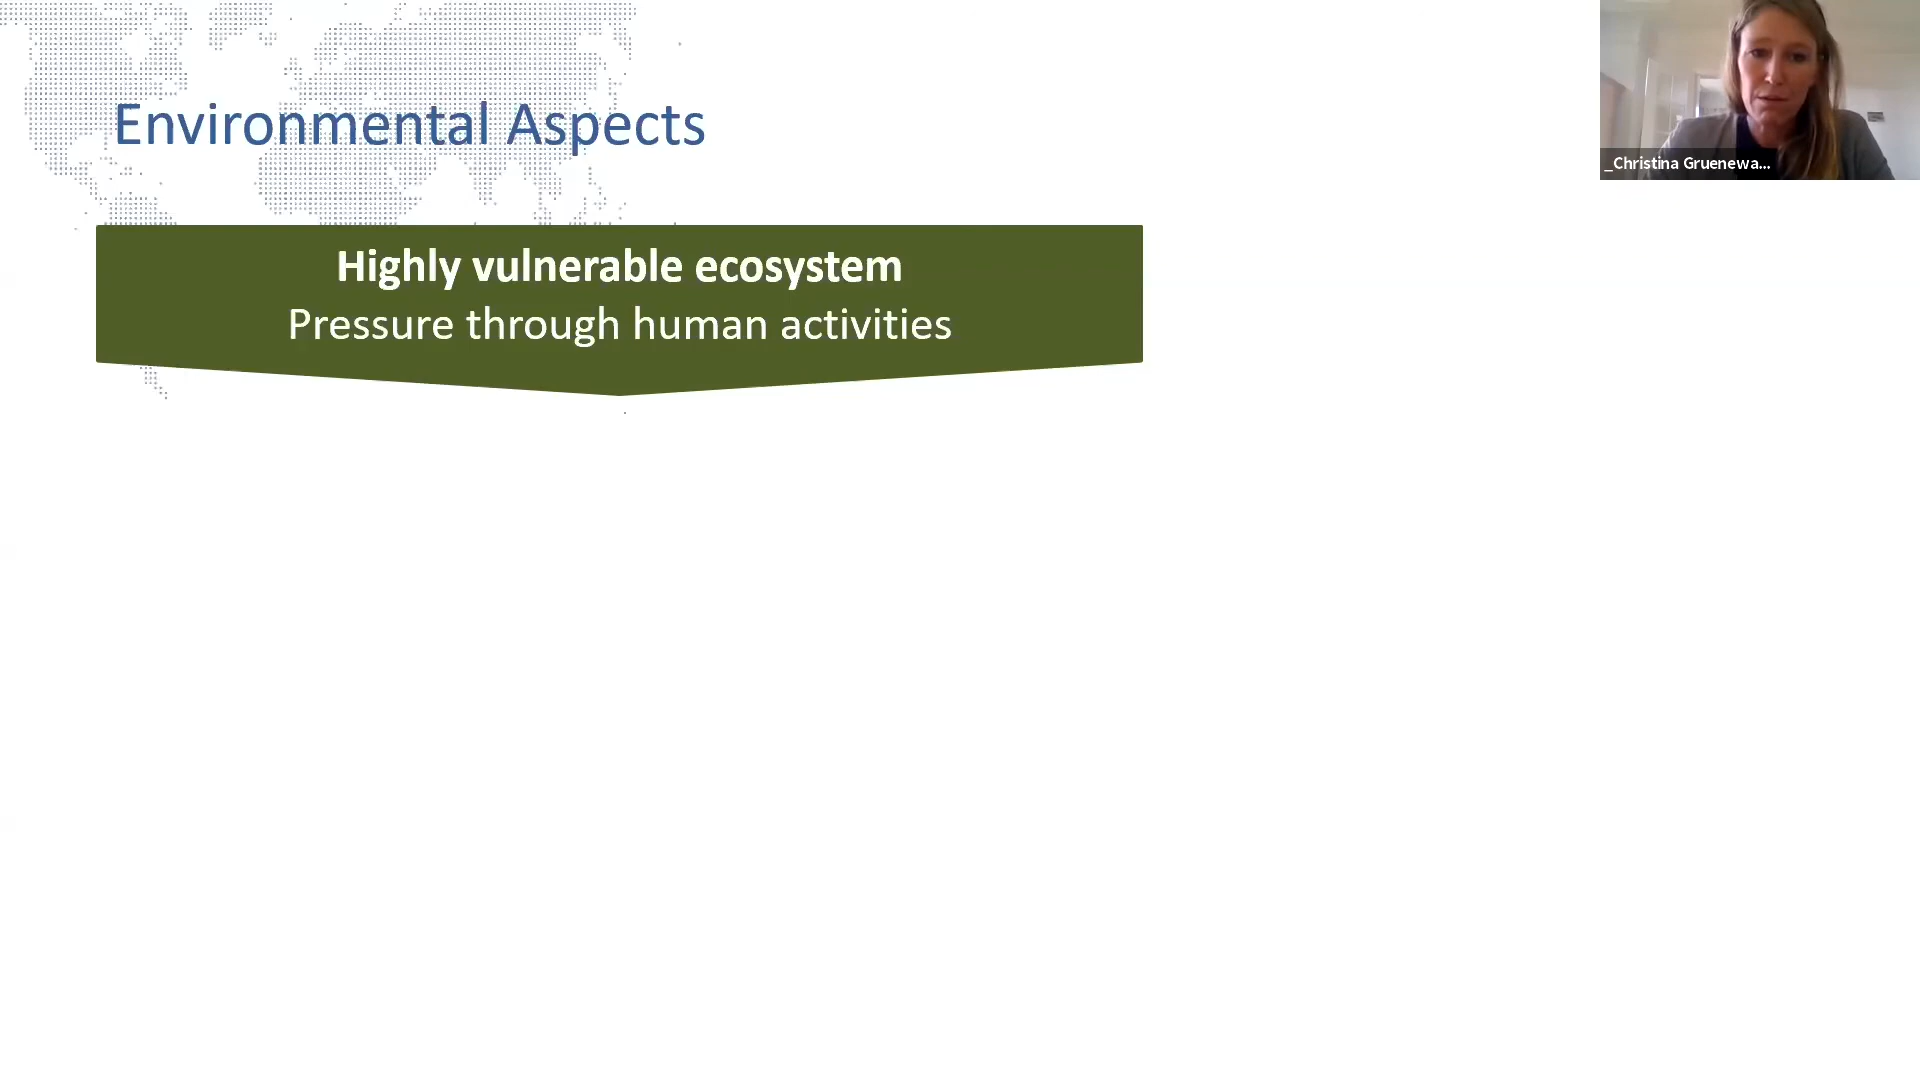 Environmental Aspects
Highly vulnerable ecosystem
Pressure through human activities
_Christina Gruenewa...